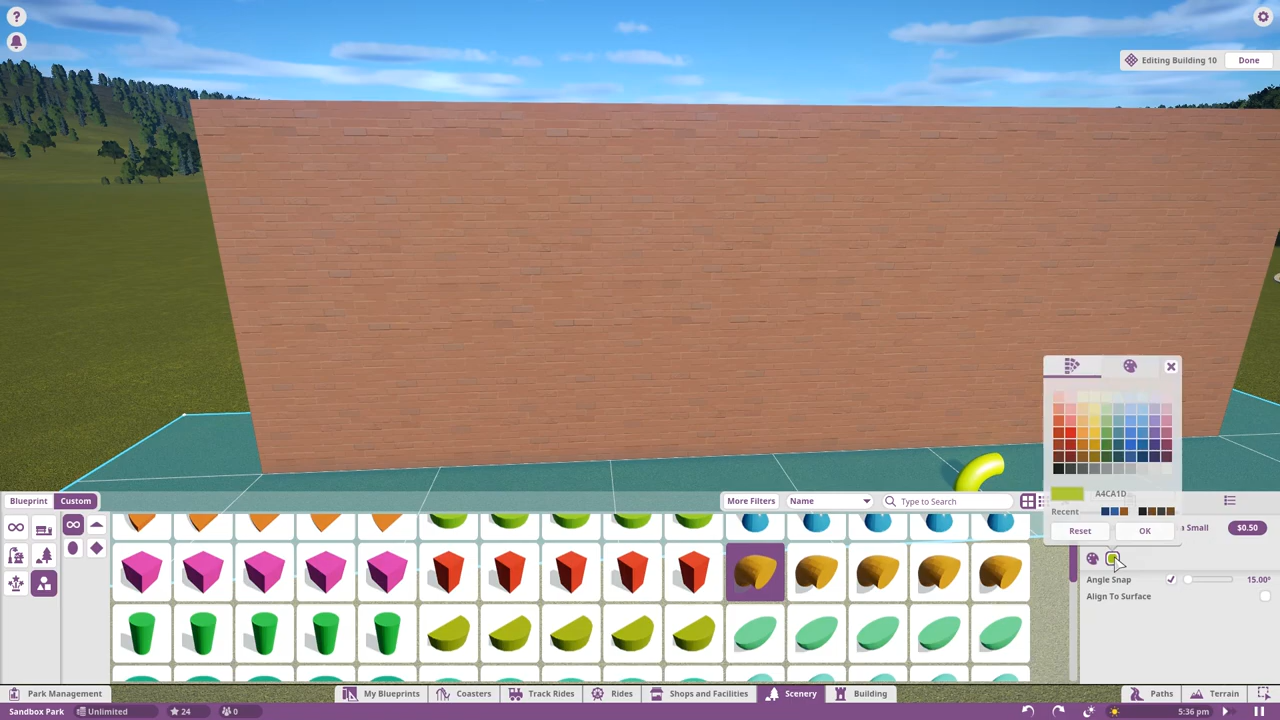 ?
Editing Building 10
Done
A4CA1D
Recent
Reset
OK
Blueprint
Custom
More Filters
Name
Type to Search
Small
$0.50
Angle Snap
15.00°
Align To Surface
Park Management
My Blueprints
Coasters
Track Rides
Rides
Shops and Facilities
Scenery
Building
Paths
Terrain
Sandbox Park
Unlimited
24
0
5:36 pm